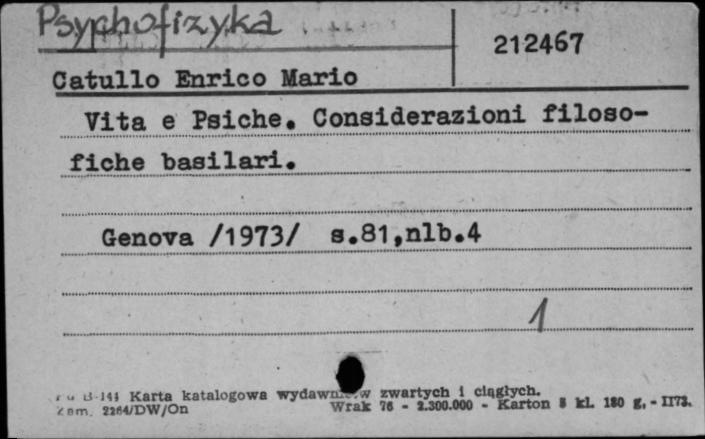 Psychofizyka
212467
Catullo Enrico Mario
Vita e Psiche. Considerazioni filoso-
fiche basilari.
Genova /1973/ s.81,nlb.4
1
Karta katalogowa zwartych i ciągłych.
Zam. 2264/DW/On Wrak 76 - 2.300.000 - Karton 8 kl. 180 g. - II73.